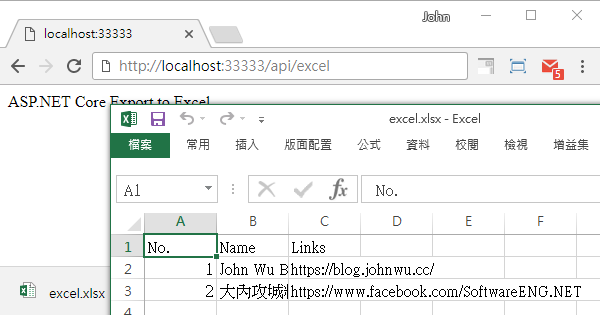 John
localhost:33333
http://localhost:33333/api/excel
5
ASP.NET Core Export to Excel
excel.xlsx - Excel
檔案 常用 插入 版面配置 公式 資料 校閱 檢視 增益集
A1 fx No.
A B C D E F
1 No. Name Links
2 1 John Wu B https://blog.johnwu.cc/
3 2 大內攻城 https://www.facebook.com/SoftwareENG.NET
excel.xlsx